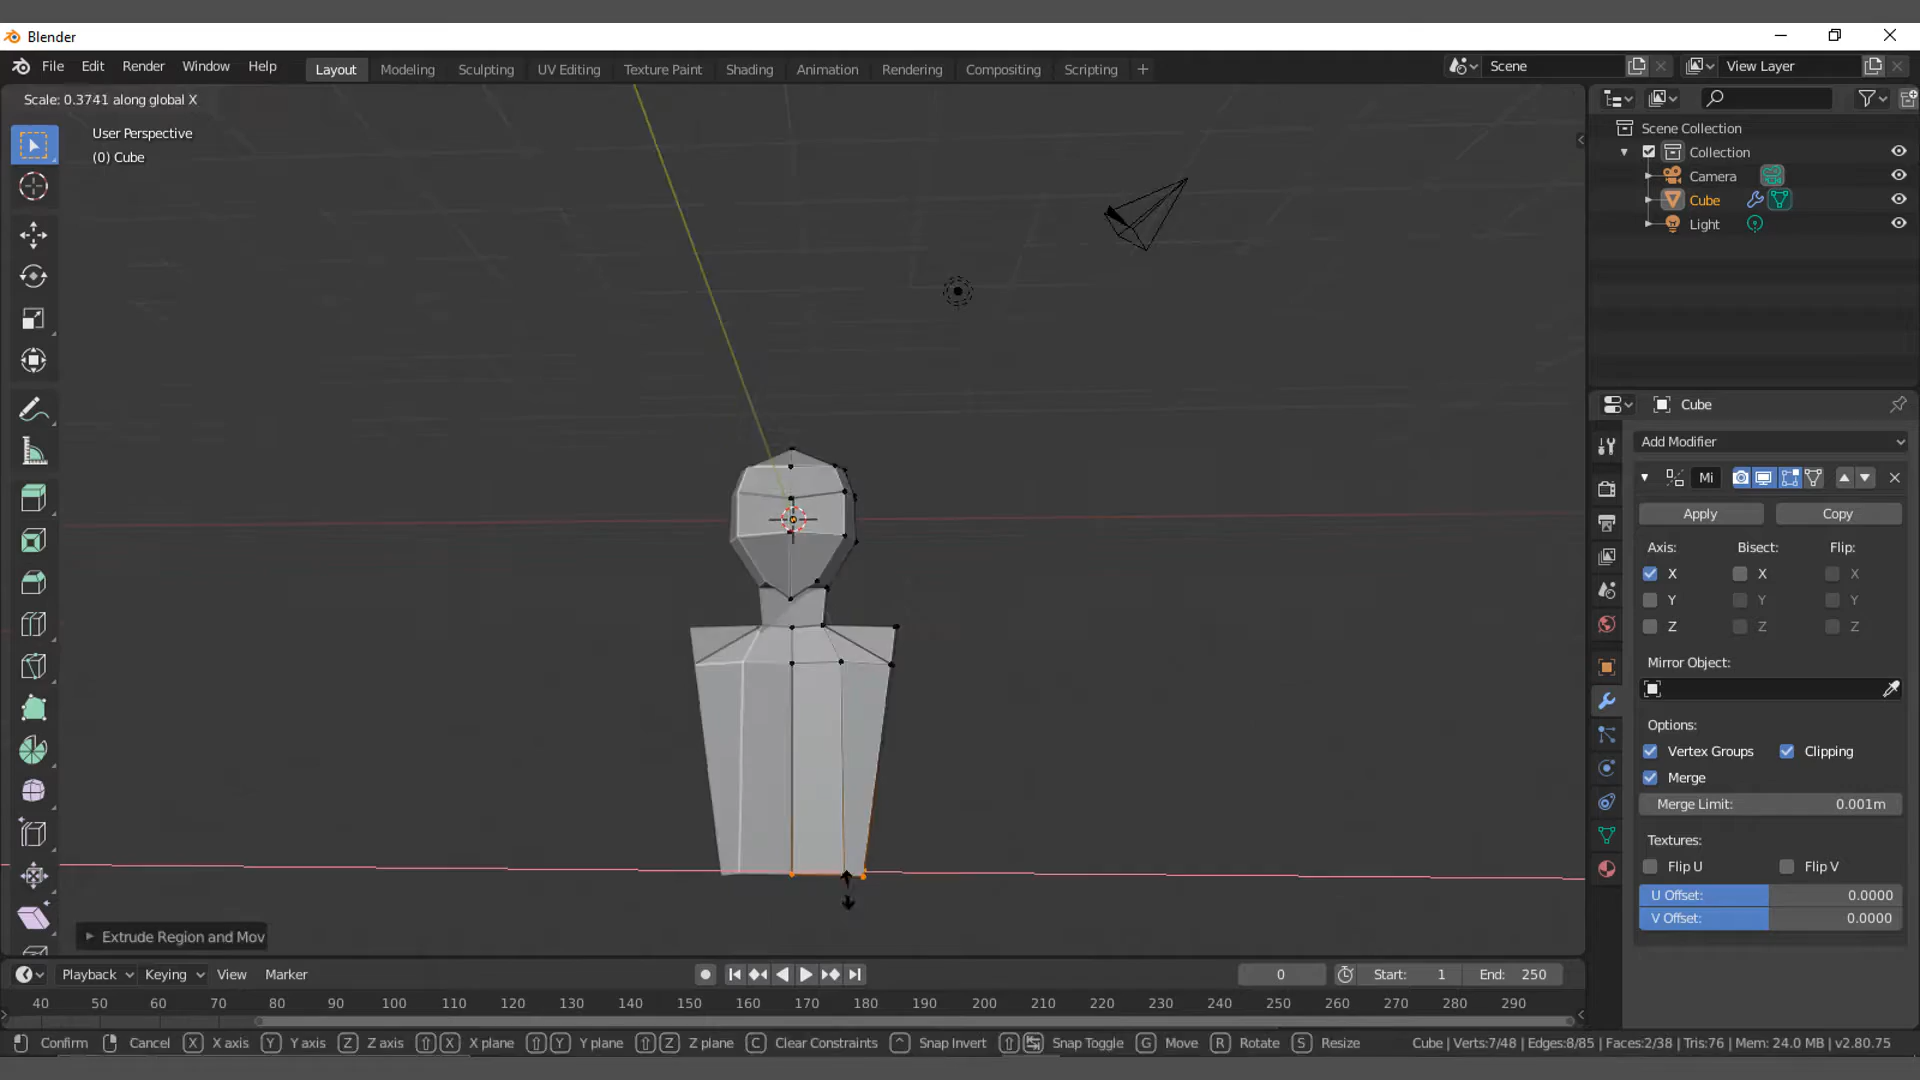 Blender
File Edit Render Window Help Layout Modeling Sculpting UV Editing Texture Paint Shading Animation Rendering Compositing Scripting + Scene View Layer
Scale: 0.3741 along global X
User Perspective
(0) Cube
Scene Collection
Collection
Camera
Cube
Light
Cube
Add Modifier
Mi
Apply Copy
Axis: Bisect: Flip:
X X X
Y Y Y
Z Z Z
Mirror Object:
Options:
Vertex Groups Clipping
Merge
Merge Limit: 0.001m
Textures:
Flip U Flip V
U Offset: 0.0000
V Offset: 0.0000
Extrude Region and Mov
Playback Keying View Marker 0 Start: 1 End: 250
40 50 60 70 80 90 100 110 120 130 140 150 160 170 180 190 200 210 220 230 240 250 260 270 280 290
Confirm Cancel X X axis Y Y axis Z Z axis X X plane Y Y plane Z Z plane C Clear Constraints Snap Invert Snap Toggle G Move R Rotate S Resize Cube | Verts:7/48 | Edges:8/85 | Faces:2/38 | Tris:76 | Mem: 24.0 MB | v2.80.75